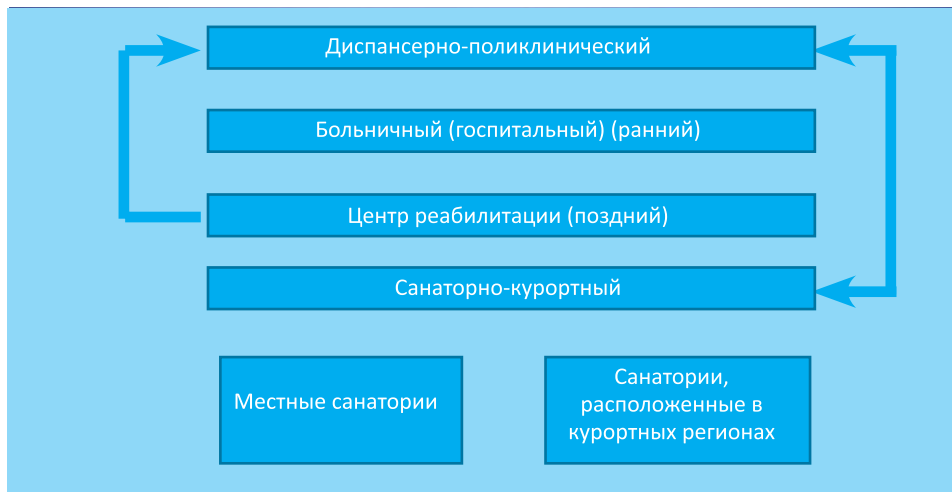 Диспансерно-поликлинический
Больничный (госпитальный) (ранний)
Центр реабилитации (поздний)
Санаторно-курортный
Местные санатории
Санатории,
расположенные в
курортных регионах